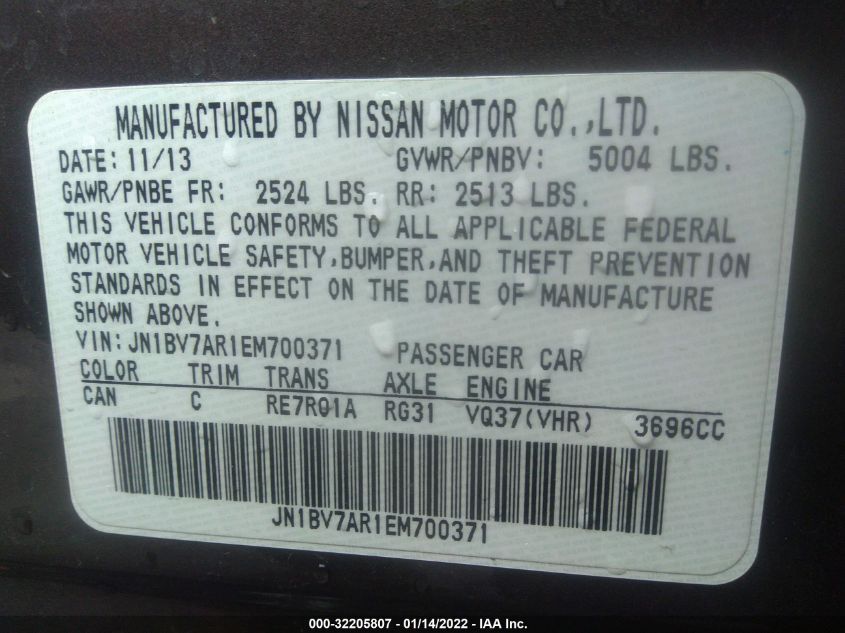 MANUFACTURED BY NISSAN MOTOR CO.,LTD.
DATE: 11/13 GVWR/PNBV: 5004 LBS.
GAWR/PNBE FR: 2524 LBS. RR: 2513 LBS.
THIS VEHICLE CONFORMS TO ALL APPLICABLE FEDERAL
MOTOR VEHICLE SAFETY,BUMPER,AND THEFT PREVENTION
STANDARDS IN EFFECT ON THE DATE OF MANUFACTURE
SHOWN ABOVE.
VIN:JN1BV7AR1EM700371 PASSENGER CAR
COLOR TRIM TRANS AXLE ENGINE
CAN C RE7R01A RG31 VQ37(VHR) 3696CC
JN1BV7AR1EM700371
000-32205807 - 01/14/2022 - IAA Inc.